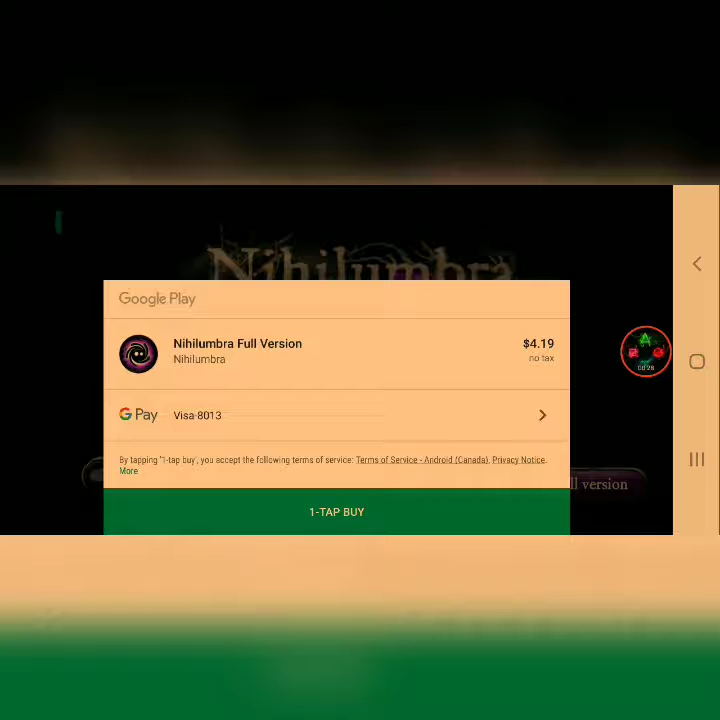 Nihilumbra
Google Play
Nihilumbra Full Version
$4.19
Nihilumbra
no tax
G Pay
Visa-8013
By tapping '1-tap buy', you accept the following terms of service: Terms of Service - Android (Canada), Privacy Notice.
More
version
1-TAP BUY
A
00:28